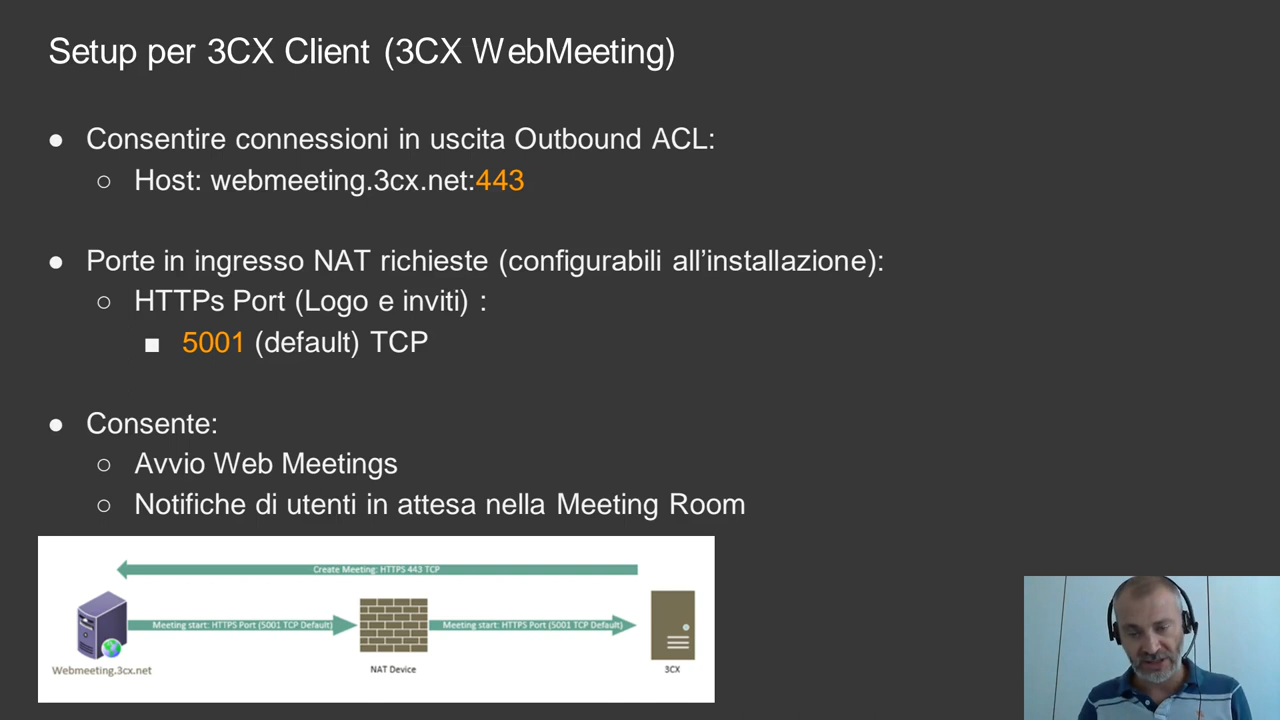 Setup per 3CX Client (3CX WebMeeting)
● Consentire connessioni in uscita Outbound ACL:
○ Host: webmeeting.3cx.net:443
● Porte in ingresso NAT richieste (configurabili all’installazione):
○ HTTPs Port (Logo e inviti) :
■ 5001 (default) TCP
● Consente:
○ Avvio Web Meetings
○ Notifiche di utenti in attesa nella Meeting Room
Create Meeting: HTTPS 443 TCP
Meeting start: HTTPS Port (5001 TCP Default)
Meeting start: HTTPS Port (5001 TCP Default)
Webmeeting.3cx.net
NAT Device
3CX